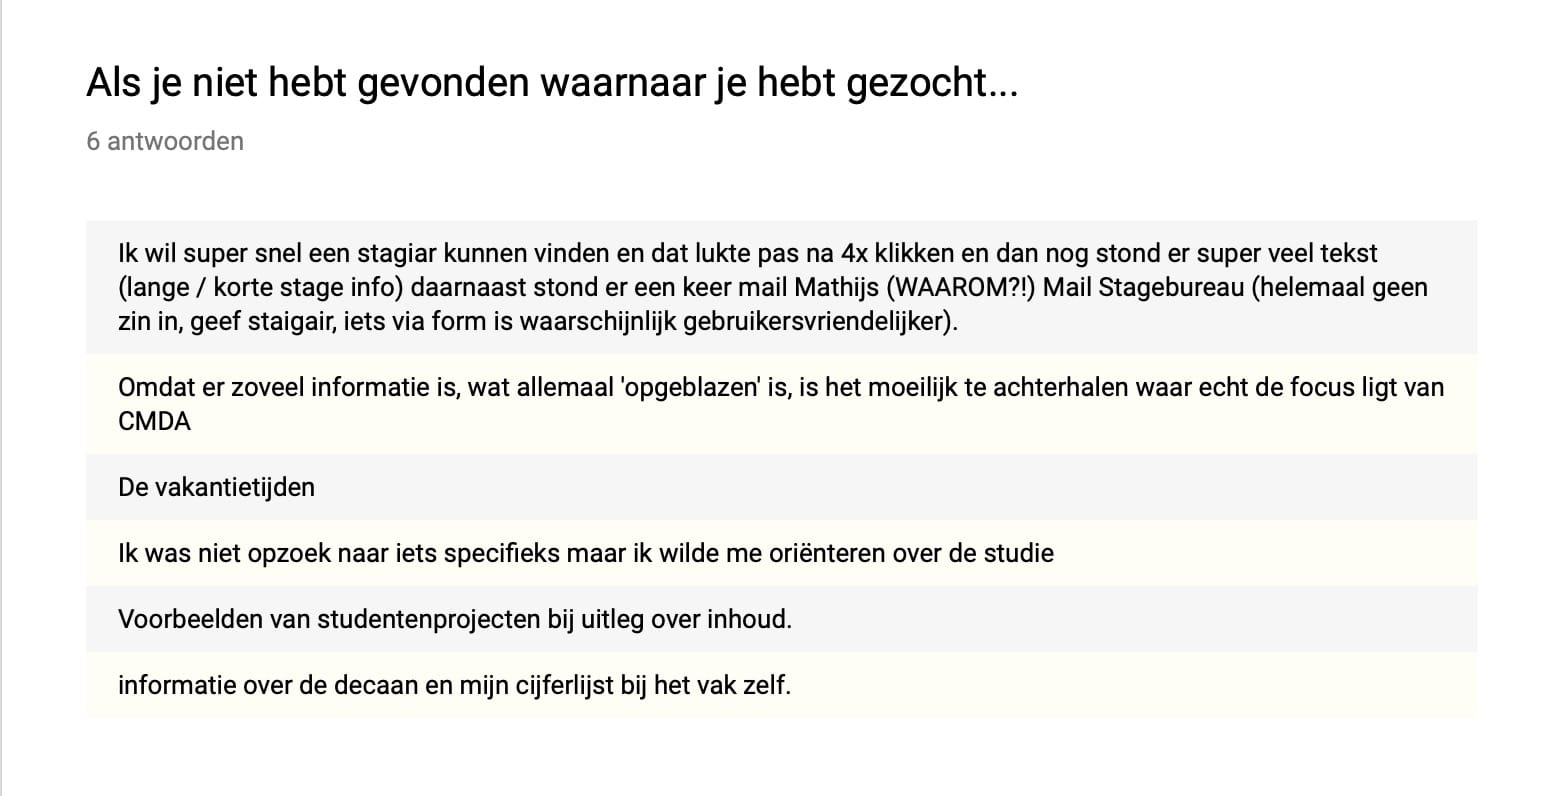 Als je niet hebt gevonden waarnaar je hebt gezocht...
6 antwoorden
Ik wil super snel een stagiar kunnen vinden en dat lukte pas na 4x klikken en dan nog stond er super veel tekst
(lange / korte stage info) daarnaast stond er een keer mail Mathijs (WAAROM?!) Mail Stagebureau (helemaal geen
zin in, geef staigair, iets via form is waarschijnlijk gebruikersvriendelijker).
Omdat er zoveel informatie is, wat allemaal 'opgeblazen' is, is het moeilijk te achterhalen waar echt de focus ligt van
CMDA
De vakantietijden
Ik was niet opzoek naar iets specifieks maar ik wilde me oriënteren over de studie
Voorbeelden van studentenprojecten bij uitleg over inhoud.
informatie over de decaan en mijn cijferlijst bij het vak zelf.